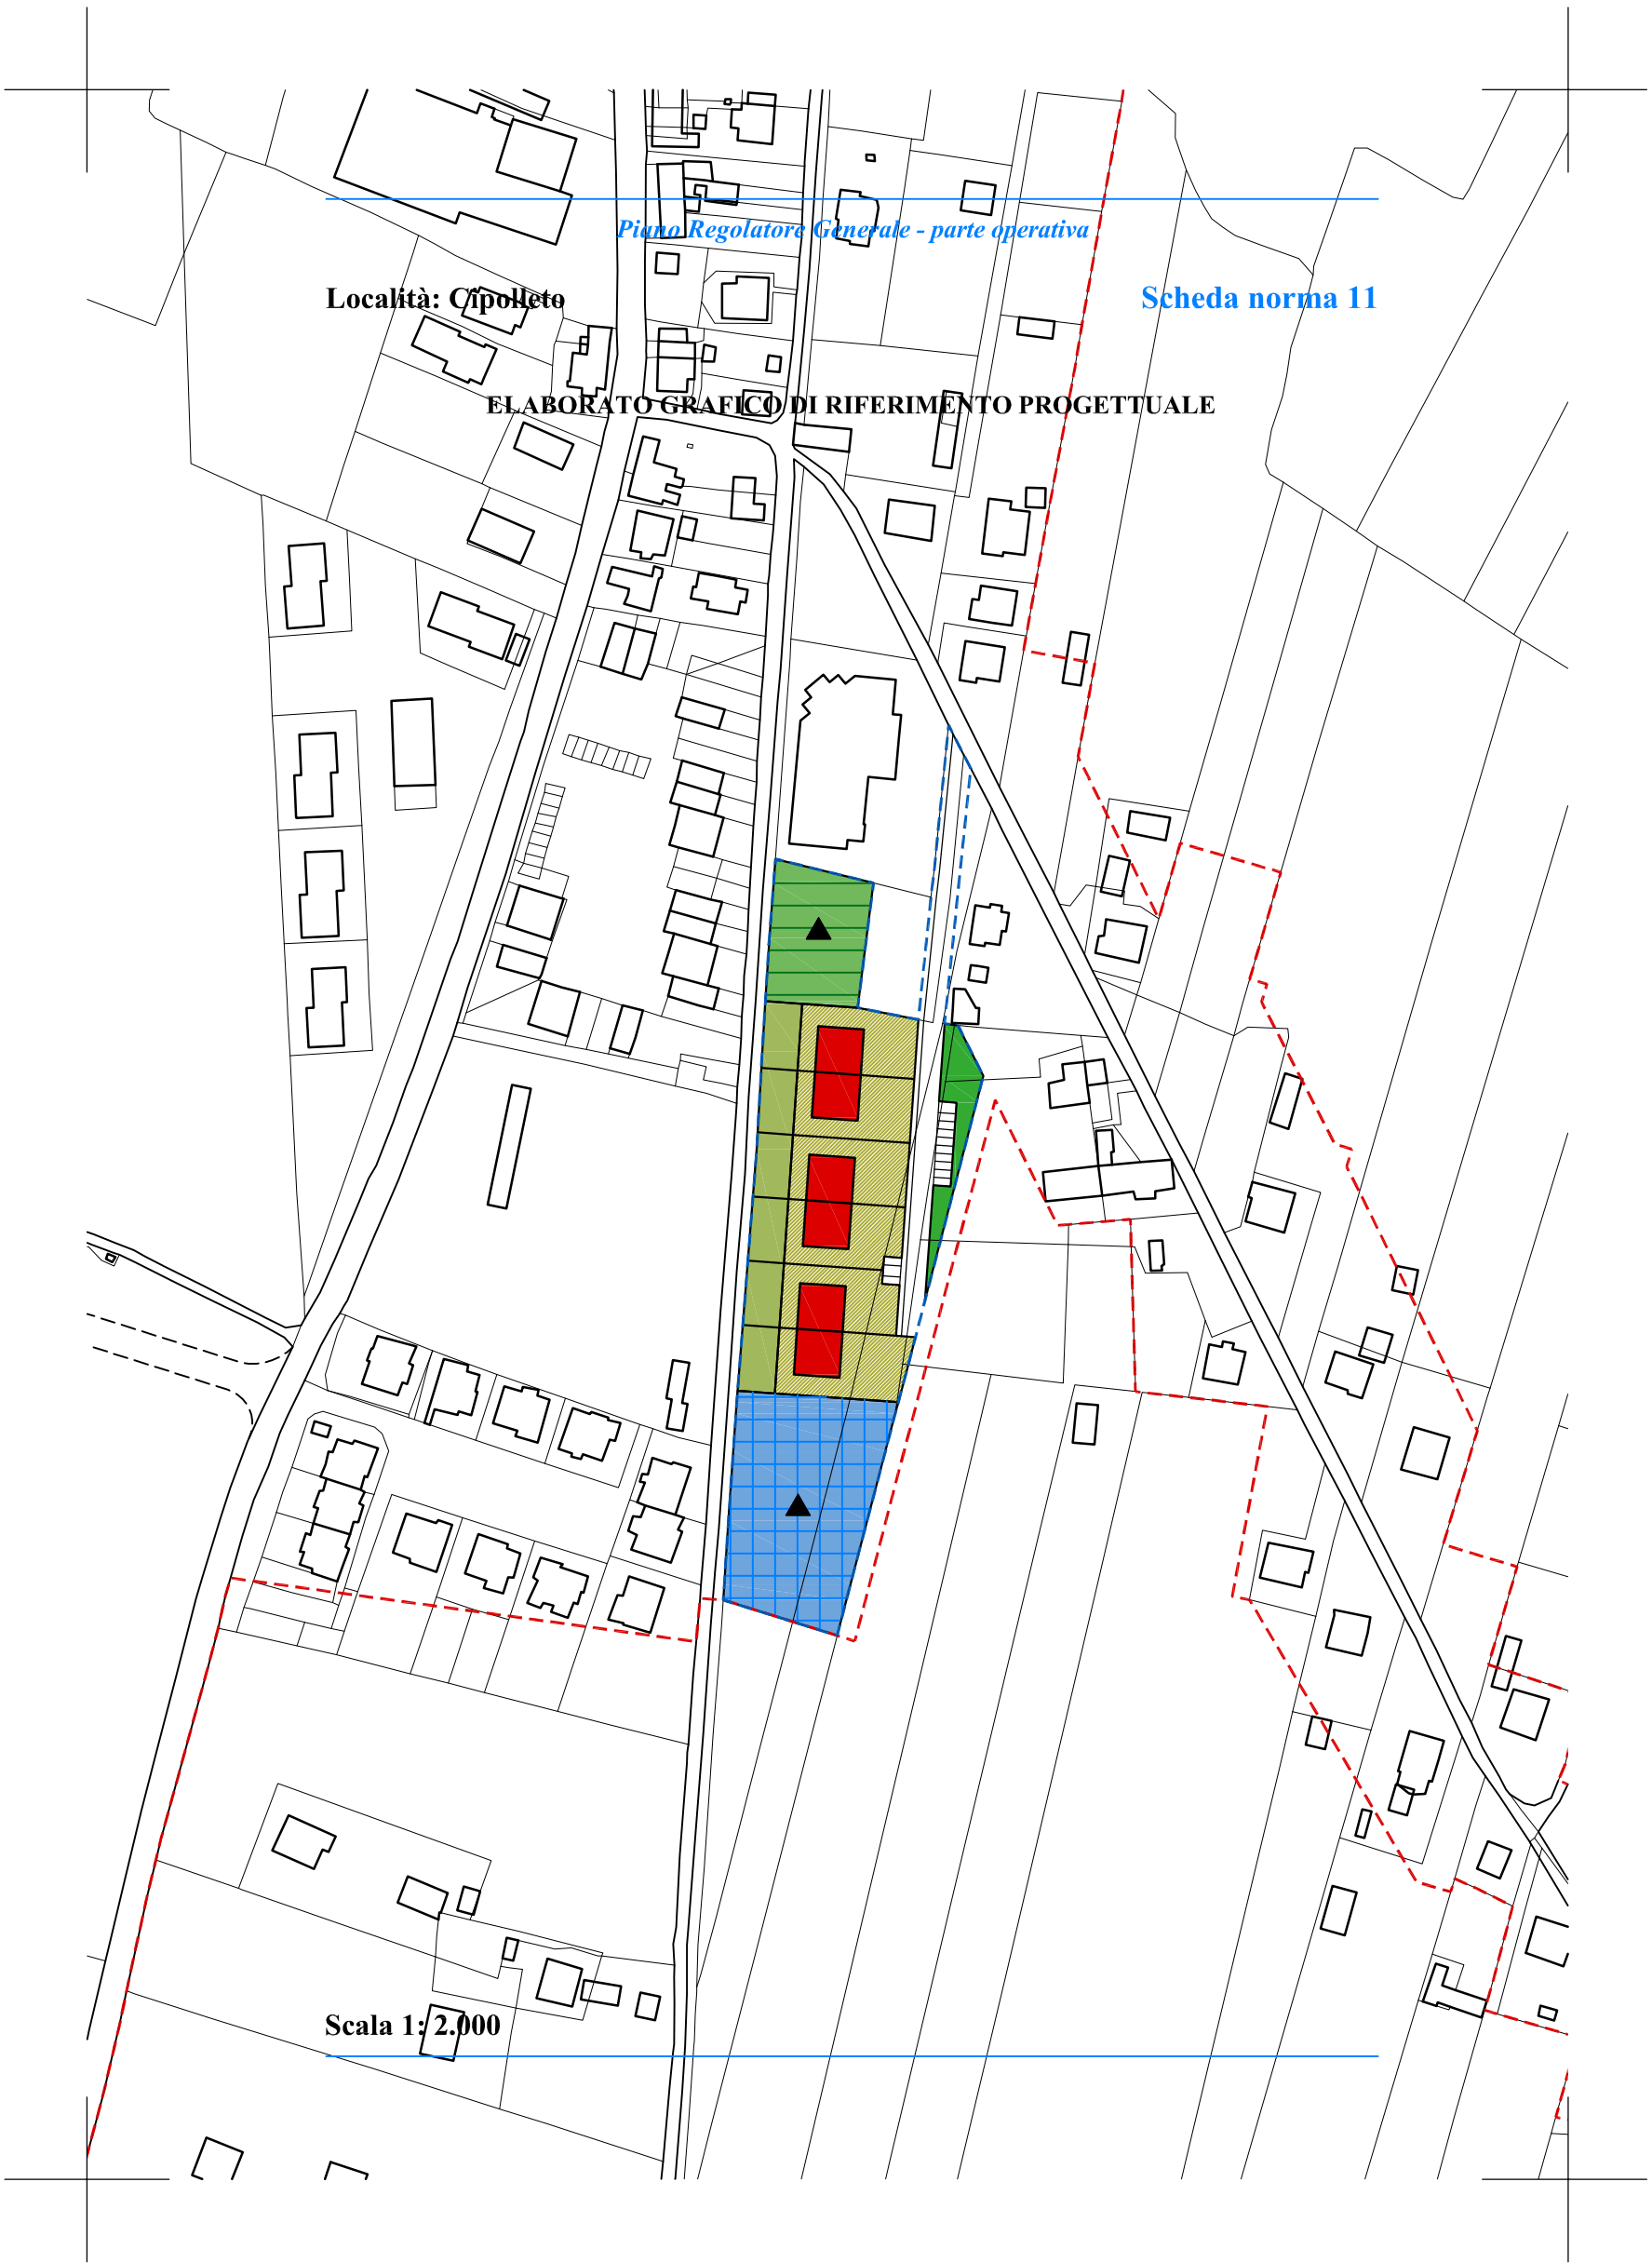 Piano Regolatore Generale - parte operativa
Località: Cipolleto
Scheda norma 11
ELABORATO GRAFICO DI RIFERIMENTO PROGETTUALE
Scala 1: 2.000